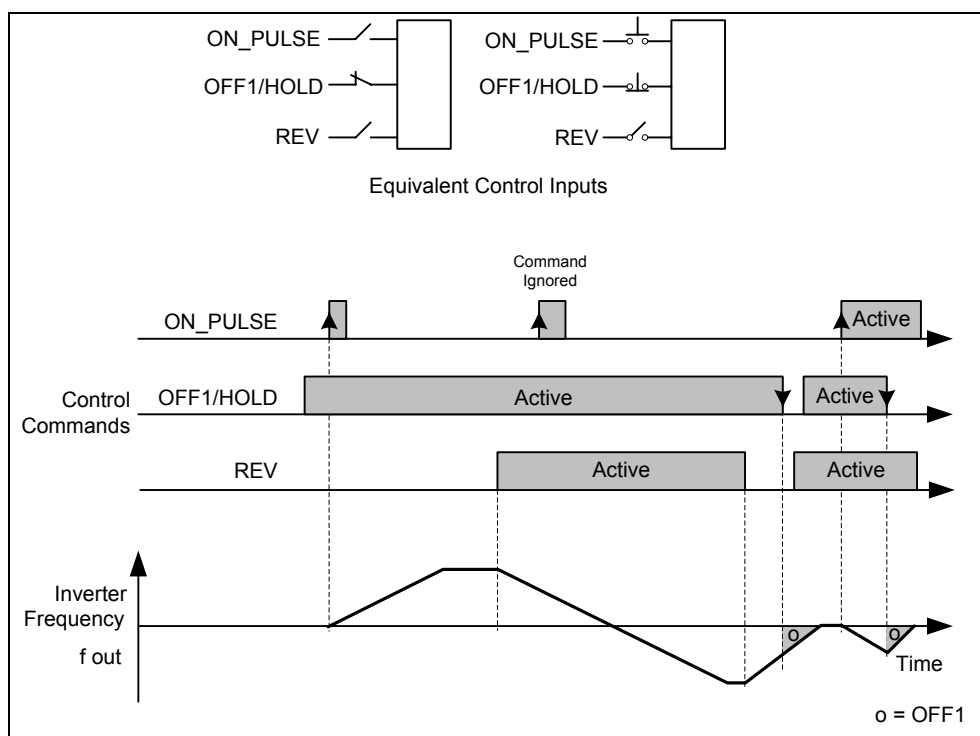 ON_PULSE
OFF1/HOLD
REV
ON_PULSE
OFF1/HOLD
REV
Equivalent Control Inputs
Command
Ignored
ON_PULSE
Active
Control
Commands
OFF1/HOLD
Active
Active
REV
Active
Active
Inverter
Frequency
f out
o
o
Time
o = OFF1